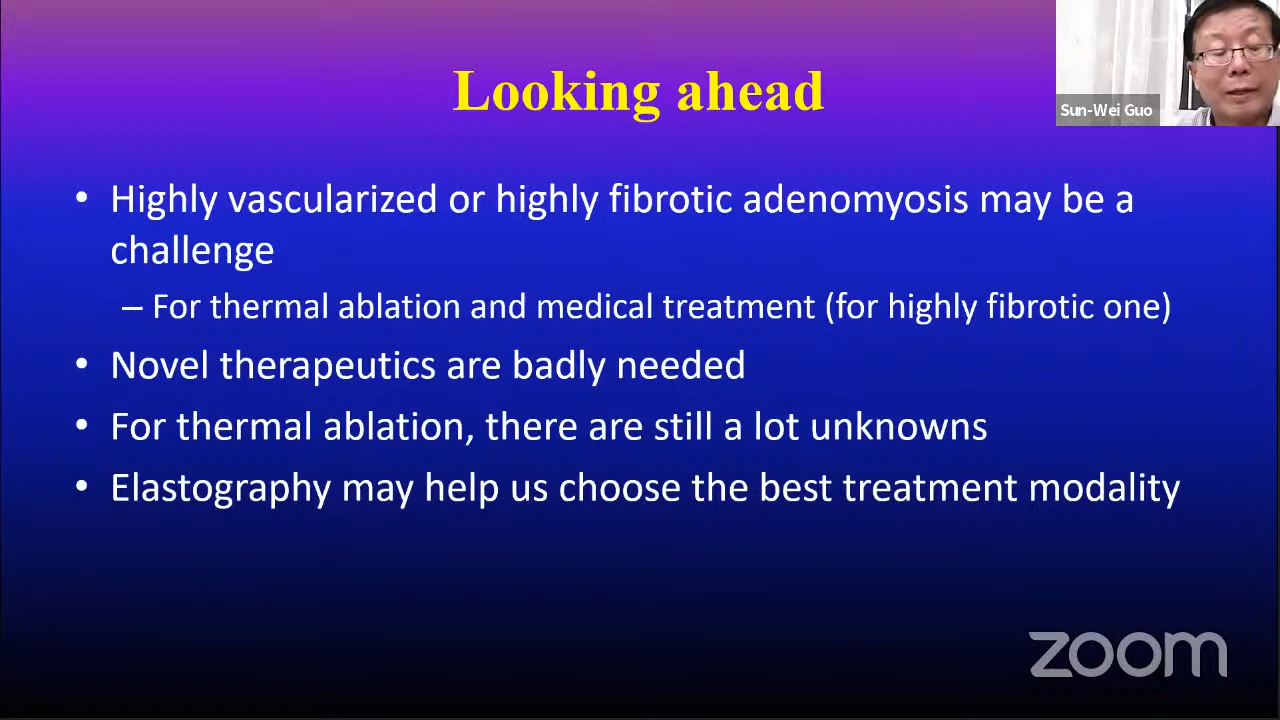 Looking ahead
Sun-Wei Guo
• Highly vascularized or highly fibrotic adenomyosis may be a
challenge
– For thermal ablation and medical treatment (for highly fibrotic one)
• Novel therapeutics are badly needed
• For thermal ablation, there are still a lot unknowns
• Elastography may help us choose the best treatment modality
zoom